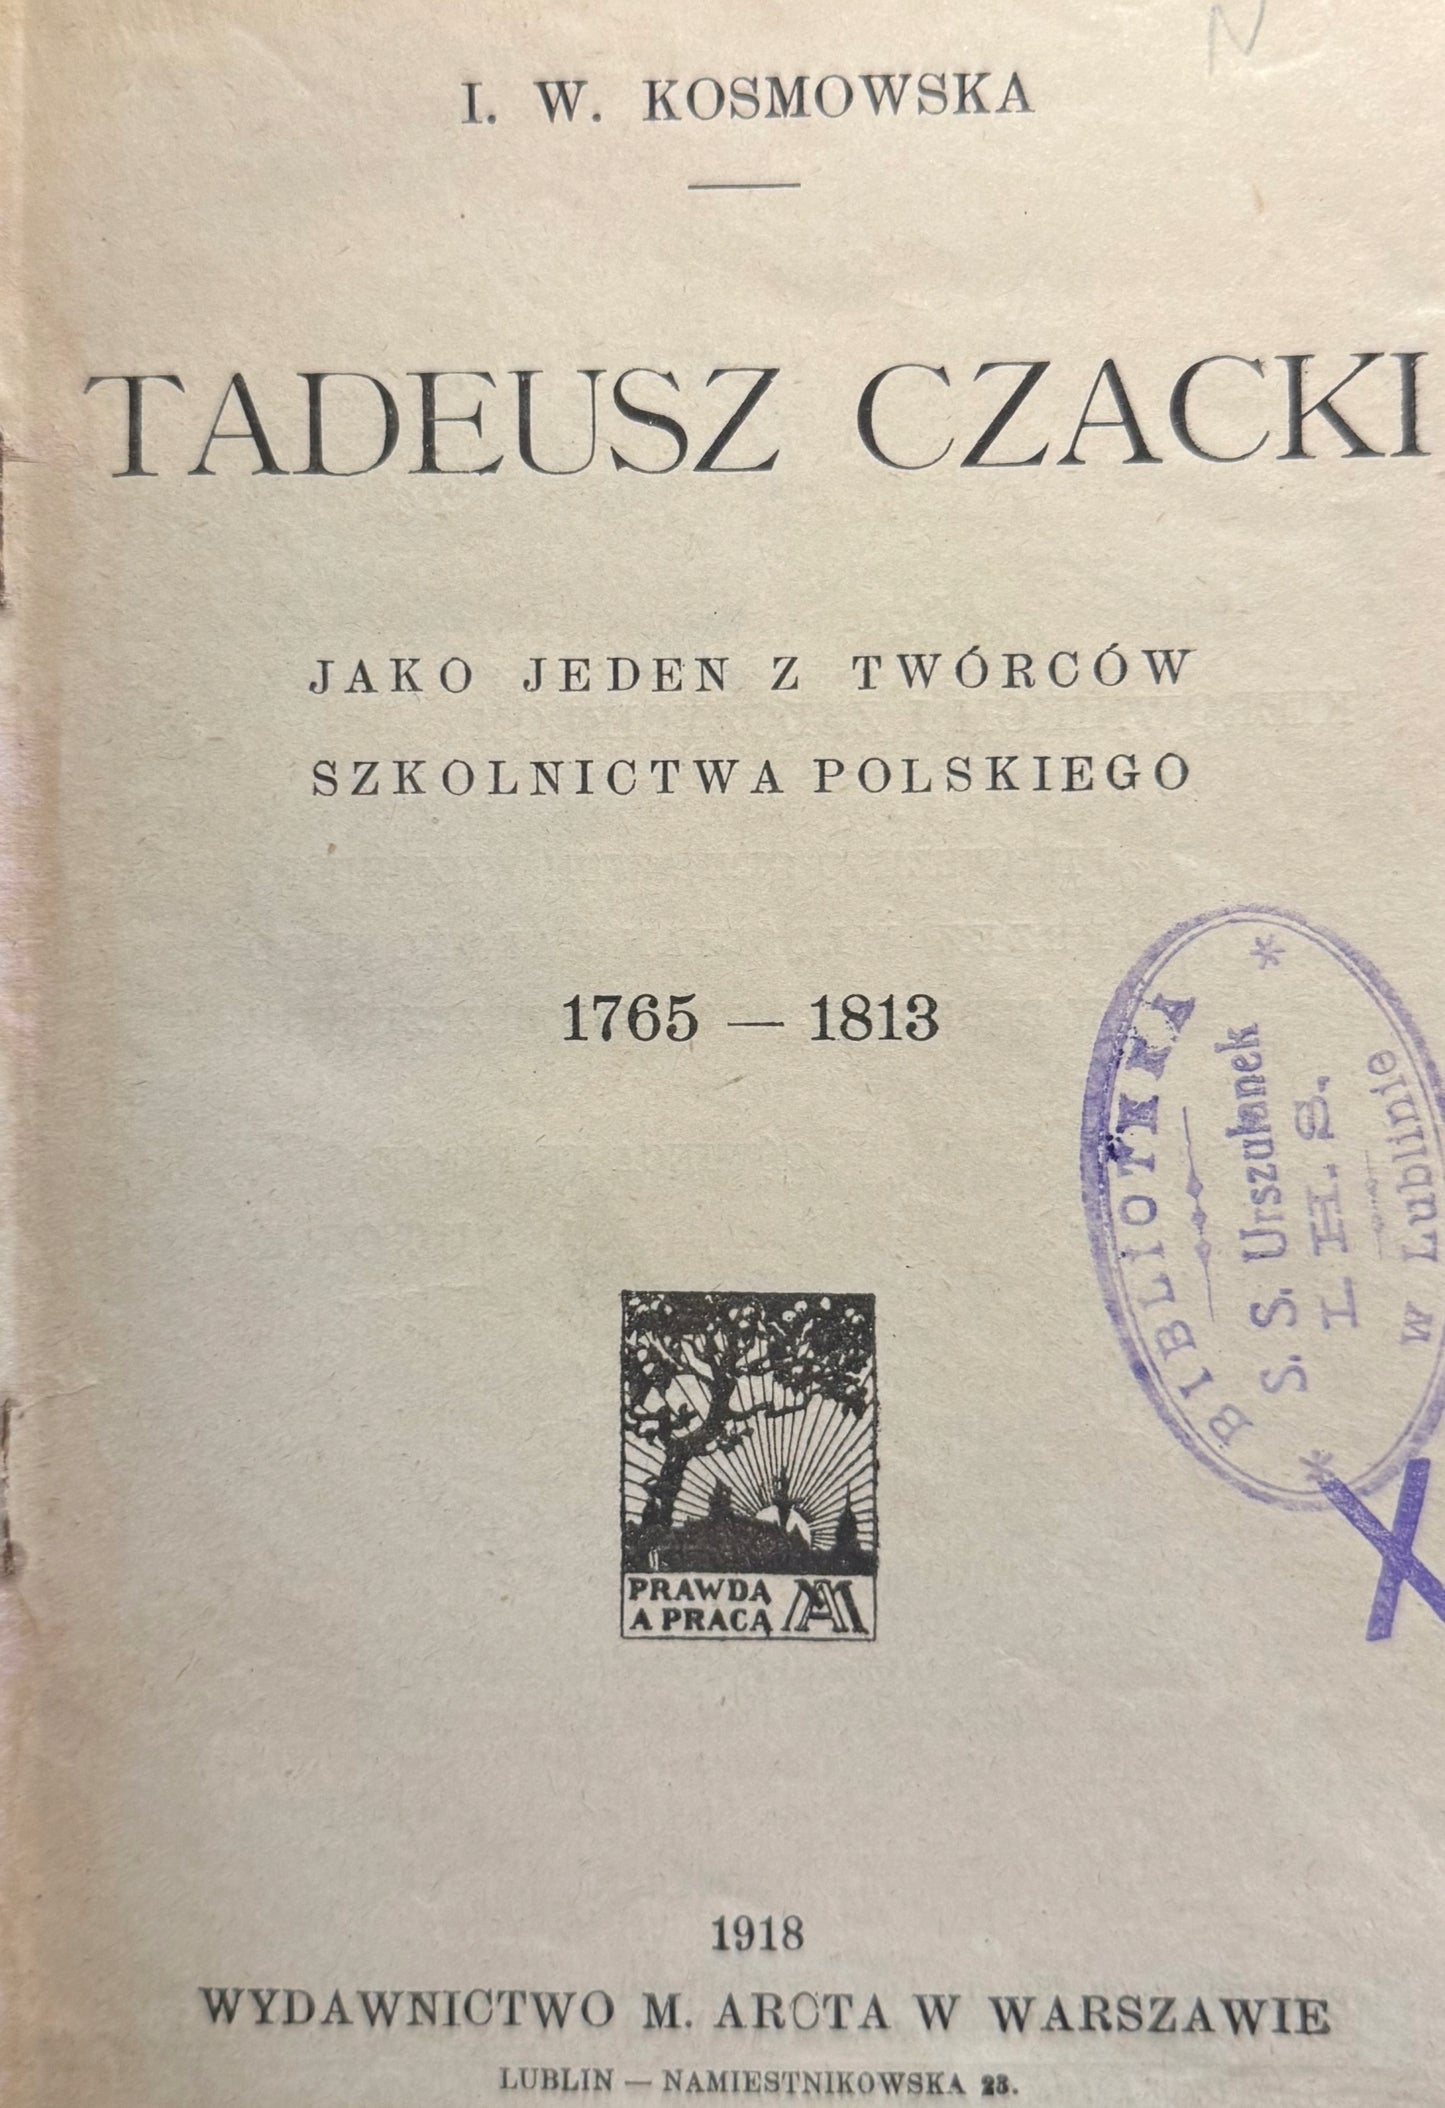 N
I. W. KOSMOWSKA
TADEUSZ CZACKI
JAKO JEDEN Z TWÓRCÓW
SZKOLNICTWA POLSKIEGO
1765 — 1813
BIBLIOTEKA
S. S. Urszulanek
I. H. S.
w Lublinie
X
PRAWDĄ
A PRACĄ MA
1918
WYDAWNICTWO M. ARCTA W WARSZAWIE
LUBLIN — NAMIESTNIKOWSKA 23.